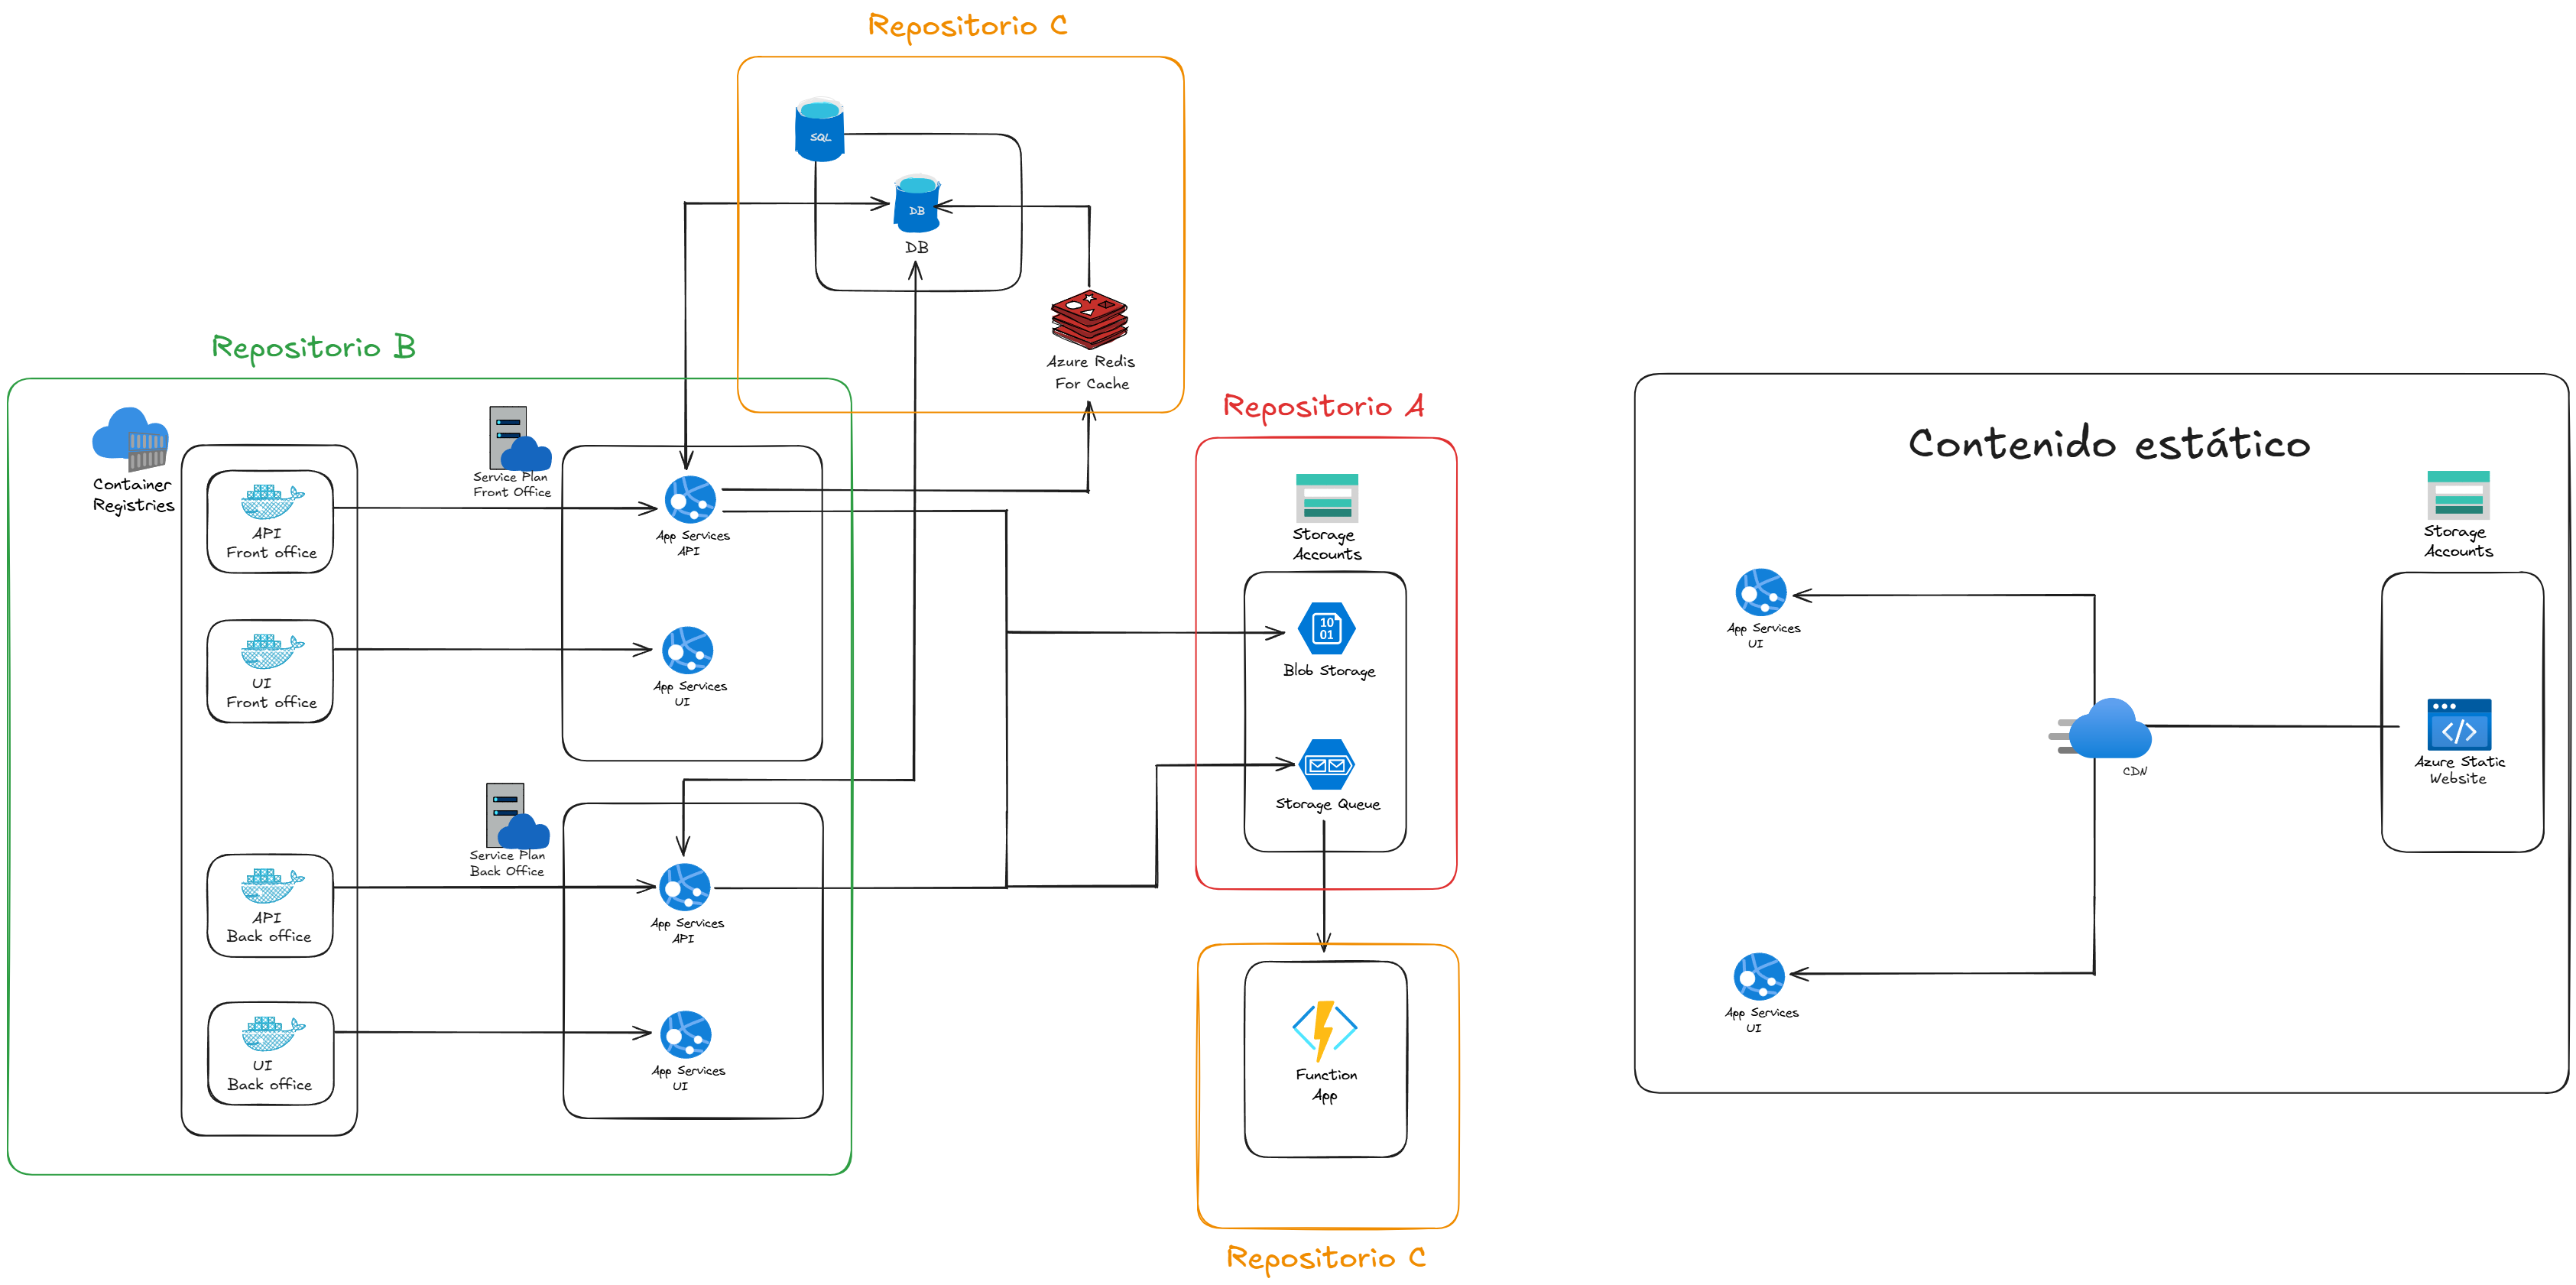 Repositorio C
SQL
DB
DB
Azure Redis
For Cache
Repositorio B
Container
Registries
Service Plan
Front Office
API
Front office
App Services
API
UI
Front office
App Services
UI
Service Plan
Back Office
API
Back office
App Services
API
UI
Back office
App Services
UI
Repositorio A
Storage
Accounts
10
01
Blob Storage
Storage Queue
Function
App
Repositorio C
Contenido estático
Storage
Accounts
App Services
UI
CDN
</>
Azure Static
Website
App Services
UI